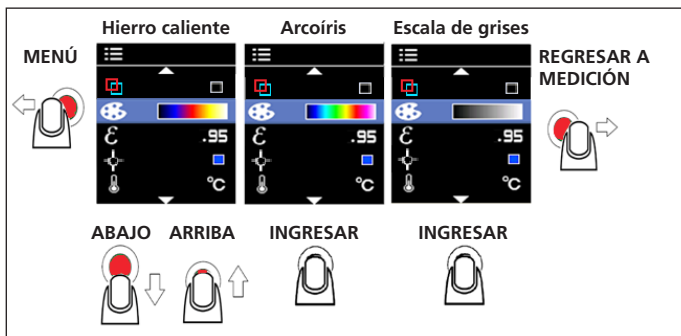 Hierro caliente Arcoíris Escala de grises
MENÚ
REGRESAR A
MEDICIÓN
ε .95 ε .95 ε .95
°C °C °C
ABAJO ARRIBA INGRESAR INGRESAR